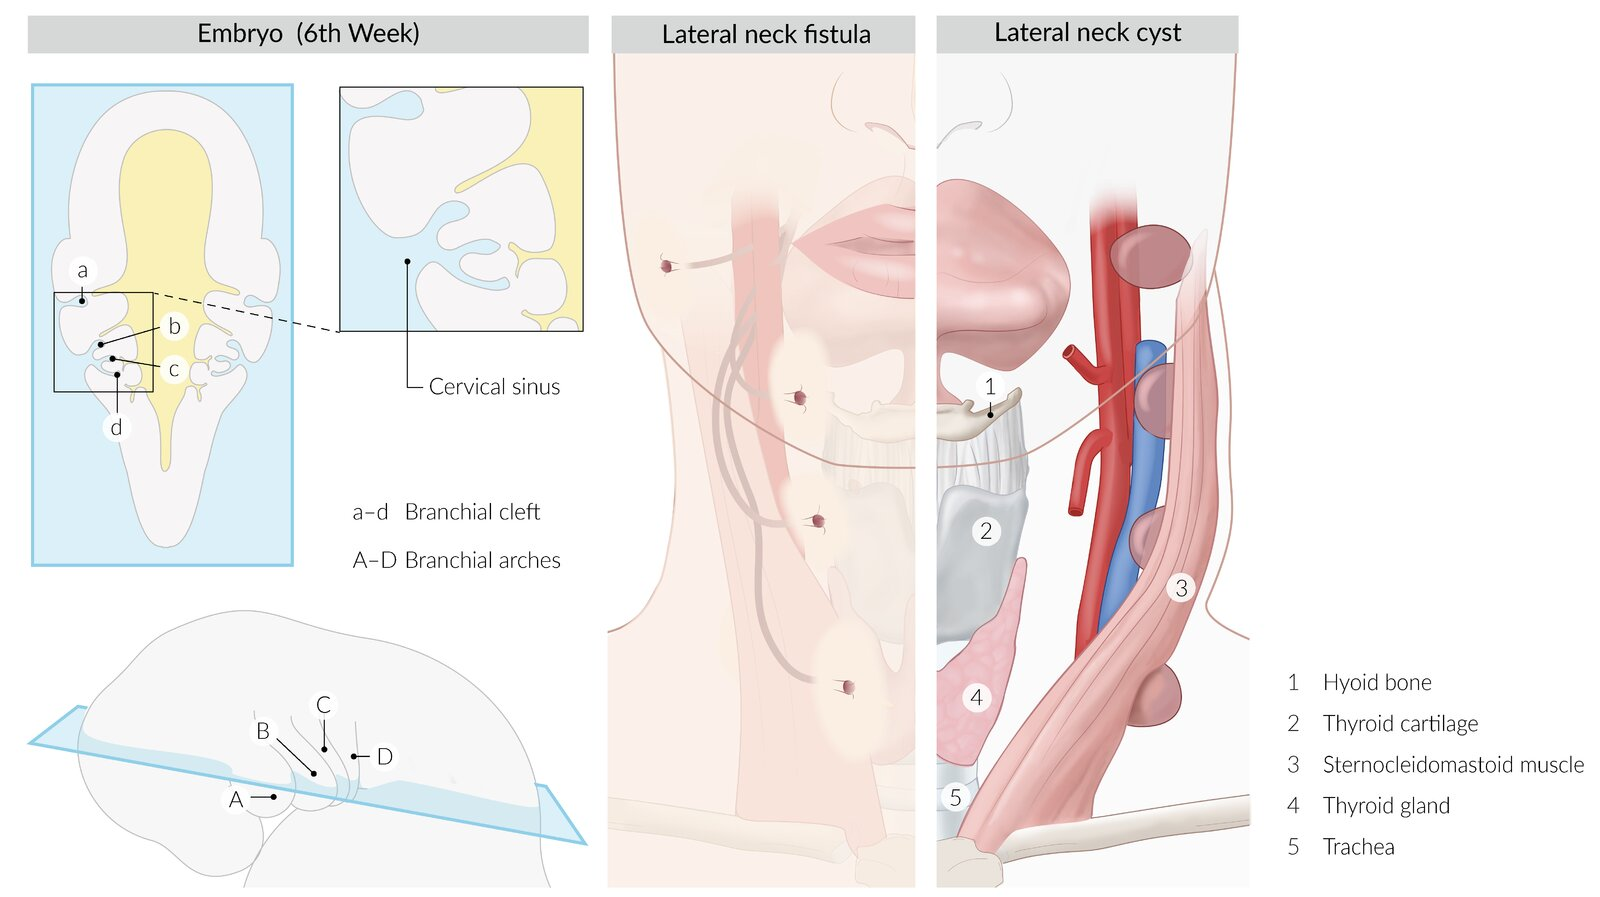 Embryo (6th Week)
Lateral neck fistula
Lateral neck cyst
a
b
c
d
Cervical sinus
a–d Branchial cleft
A–D Branchial arches
A
B
C
D
1
2
3
4
5
1 Hyoid bone
2 Thyroid cartilage
3 Sternocleidomastoid muscle
4 Thyroid gland
5 Trachea